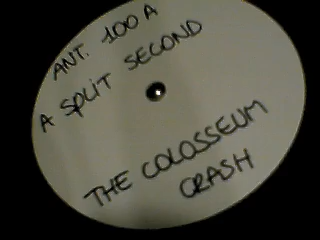 ANT. 100 A
A SPLIT SECOND
THE COLOSSEUM
CRASH